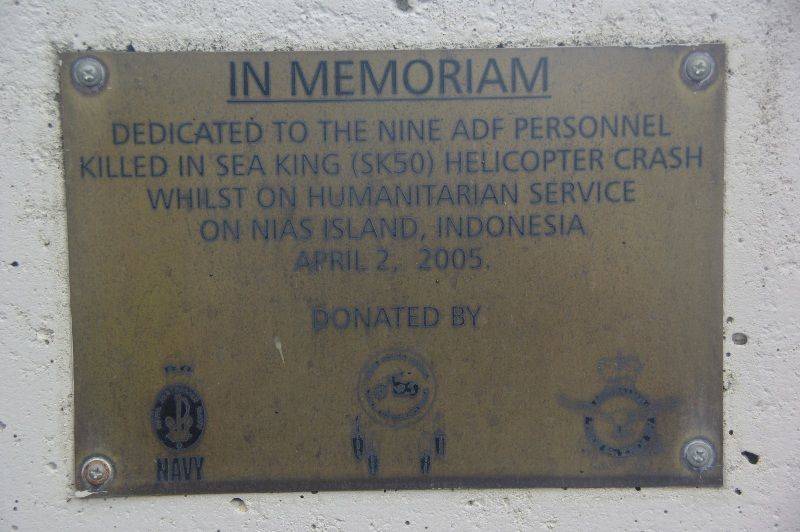 IN MEMORIAM
DEDICATED TO THE NINE ADF PERSONNEL
KILLED IN SEA KING (SK50) HELICOPTER CRASH
WHILST ON HUMANITARIAN SERVICE
ON NIAS ISLAND, INDONESIA
APRIL 2, 2005.
DONATED BY
NAVY